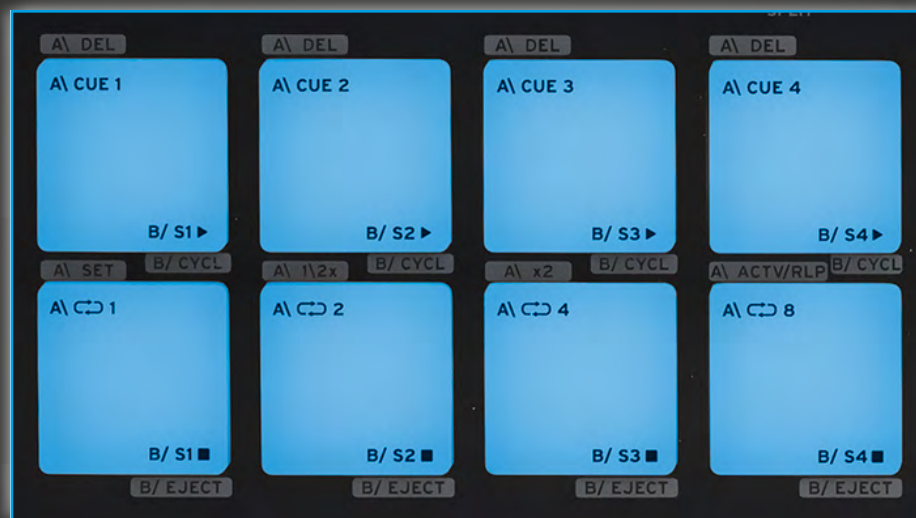 A\ DEL A\ DEL A\ DEL A\ DEL
A\ CUE 1 A\ CUE 2 A\ CUE 3 A\ CUE 4
B/ S1 ▶ B/ S2 ▶ B/ S3 ▶ B/ S4 ▶
A\ SET B/ CYCL A\ 1\2x B/ CYCL A\ x2 B/ CYCL A\ ACTV/RLP B/ CYCL
A\ 1 A\ 2 A\ 4 A\ 8
B/ S1 ■ B/ S2 ■ B/ S3 ■ B/ S4 ■
B/ EJECT B/ EJECT B/ EJECT B/ EJECT